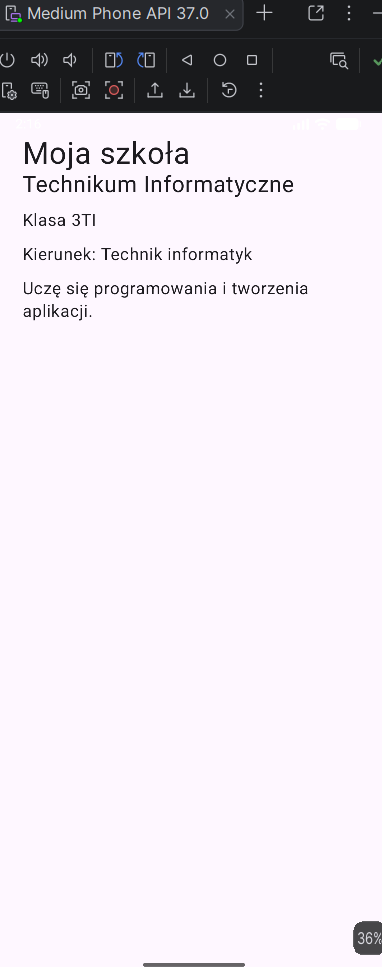 Medium Phone API 37.0
Moja szkoła
Technikum Informatyczne
Klasa 3TI
Kierunek: Technik informatyk
Uczę się programowania i tworzenia
aplikacji.
36%